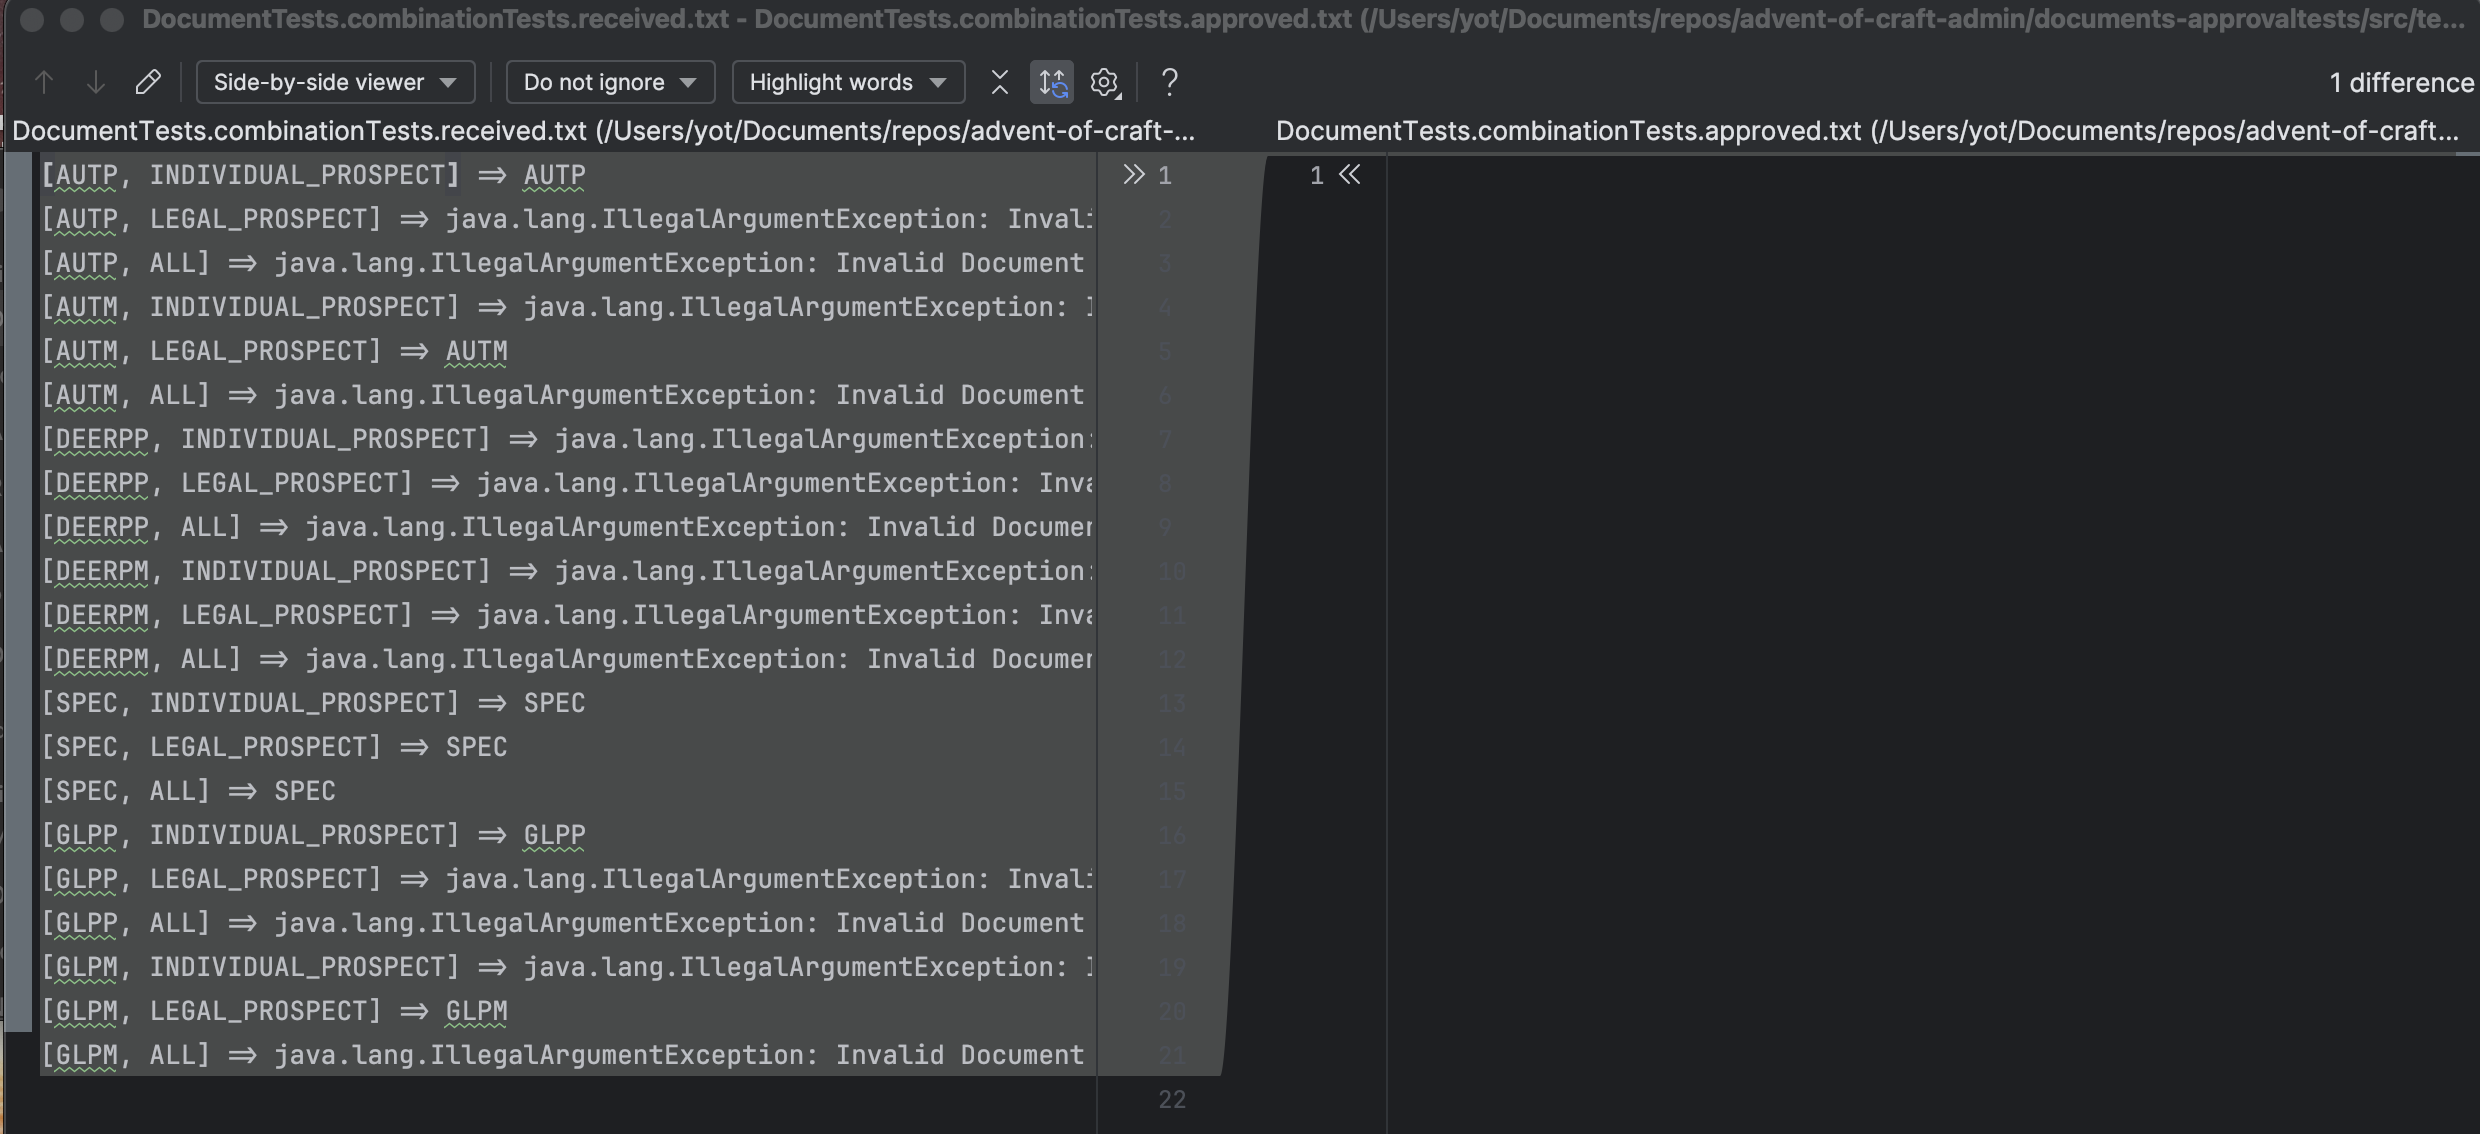 DocumentTests.combinationTests.received.txt - DocumentTests.combinationTests.approved.txt (/Users/yot/Documents/repos/advent-of-craft-admin/documents-approvaltests/src/te...
Side-by-side viewer Do not ignore Highlight words ? 1 difference
DocumentTests.combinationTests.received.txt (/Users/yot/Documents/repos/advent-of-craft-...
DocumentTests.combinationTests.approved.txt (/Users/yot/Documents/repos/advent-of-craft...
[AUTP, INDIVIDUAL_PROSPECT] => AUTP 1 1
[AUTP, LEGAL_PROSPECT] => java.lang.IllegalArgumentException: Invali 2
[AUTP, ALL] => java.lang.IllegalArgumentException: Invalid Document 3
[AUTM, INDIVIDUAL_PROSPECT] => java.lang.IllegalArgumentException: I 4
[AUTM, LEGAL_PROSPECT] => AUTM 5
[AUTM, ALL] => java.lang.IllegalArgumentException: Invalid Document 6
[DEERPP, INDIVIDUAL_PROSPECT] => java.lang.IllegalArgumentException: 7
[DEERPP, LEGAL_PROSPECT] => java.lang.IllegalArgumentException: Inva 8
[DEERPP, ALL] => java.lang.IllegalArgumentException: Invalid Documen 9
[DEERPM, INDIVIDUAL_PROSPECT] => java.lang.IllegalArgumentException: 10
[DEERPM, LEGAL_PROSPECT] => java.lang.IllegalArgumentException: Inva 11
[DEERPM, ALL] => java.lang.IllegalArgumentException: Invalid Documen 12
[SPEC, INDIVIDUAL_PROSPECT] => SPEC 13
[SPEC, LEGAL_PROSPECT] => SPEC 14
[SPEC, ALL] => SPEC 15
[GLPP, INDIVIDUAL_PROSPECT] => GLPP 16
[GLPP, LEGAL_PROSPECT] => java.lang.IllegalArgumentException: Invali 17
[GLPP, ALL] => java.lang.IllegalArgumentException: Invalid Document 18
[GLPM, INDIVIDUAL_PROSPECT] => java.lang.IllegalArgumentException: I 19
[GLPM, LEGAL_PROSPECT] => GLPM 20
[GLPM, ALL] => java.lang.IllegalArgumentException: Invalid Document 21
22